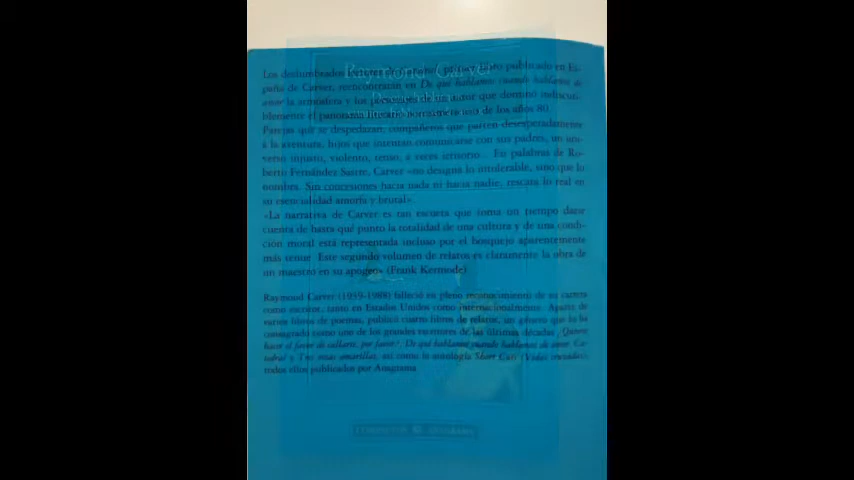 Raymond Carver
Los deslumbrados lectores de Catedral, primer libro publicado en Es-
paña de Carver, reencontrarán en De qué hablamos cuando hablamos de
amor la atmósfera y los personajes de un autor que dominó indiscu-
blemente el panorama literario norteamericano de los años 80.
Parejas que se despedazan, compañeros que parten desesperadamente
a la aventura, hijos que intentan comunicarse con sus padres, un uni-
verso injusto, violento, tenso, a veces irrisorio... En palabras de Ro-
berto Fernández Sastre, Carver «no designa lo intolerable, sino que lo
nombra. Sin concesiones hacia nada ni hacia nadie, rescata lo real en
su esencialidad amorfa y brutal».
«La narrativa de Carver es tan escueta que toma un tiempo darse
cuenta de hasta qué punto la totalidad de una cultura y de una condi-
ción moral está representada incluso por el bosquejo aparentemente
más tenue. Este segundo volumen de relatos es claramente la obra de
un maestro en su apogeo» (Frank Kermode)
Raymond Carver (1939-1988) falleció en pleno reconocimiento de su carrera
como escritor, tanto en Estados Unidos como internacionalmente. Aparte de
varios libros de poemas, publicó cuatro libros de relatos, un género que lo ha
consagrado como uno de los grandes escritores de las últimas décadas: ¿Quieres
hacer el favor de callarte, por favor?, De qué hablamos cuando hablamos de amor, Ca-
tedral y Tres rosas amarillas, así como la antología Short Cuts (Vidas cruzadas),
todos ellos publicados por Anagrama